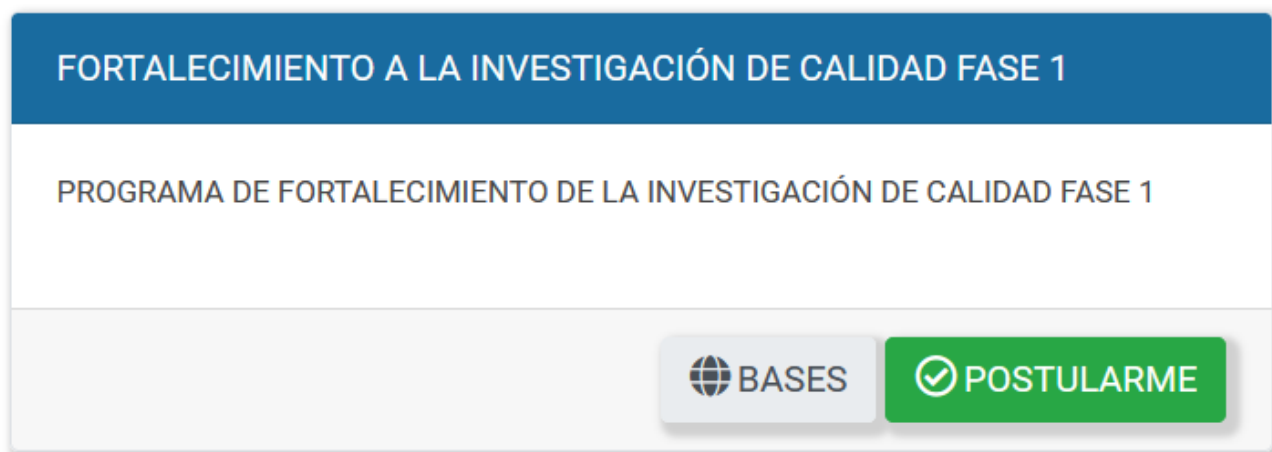 FORTALECIMIENTO A LA INVESTIGACIÓN DE CALIDAD FASE 1
PROGRAMA DE FORTALECIMIENTO DE LA INVESTIGACIÓN DE CALIDAD FASE 1
BASES
POSTULARME